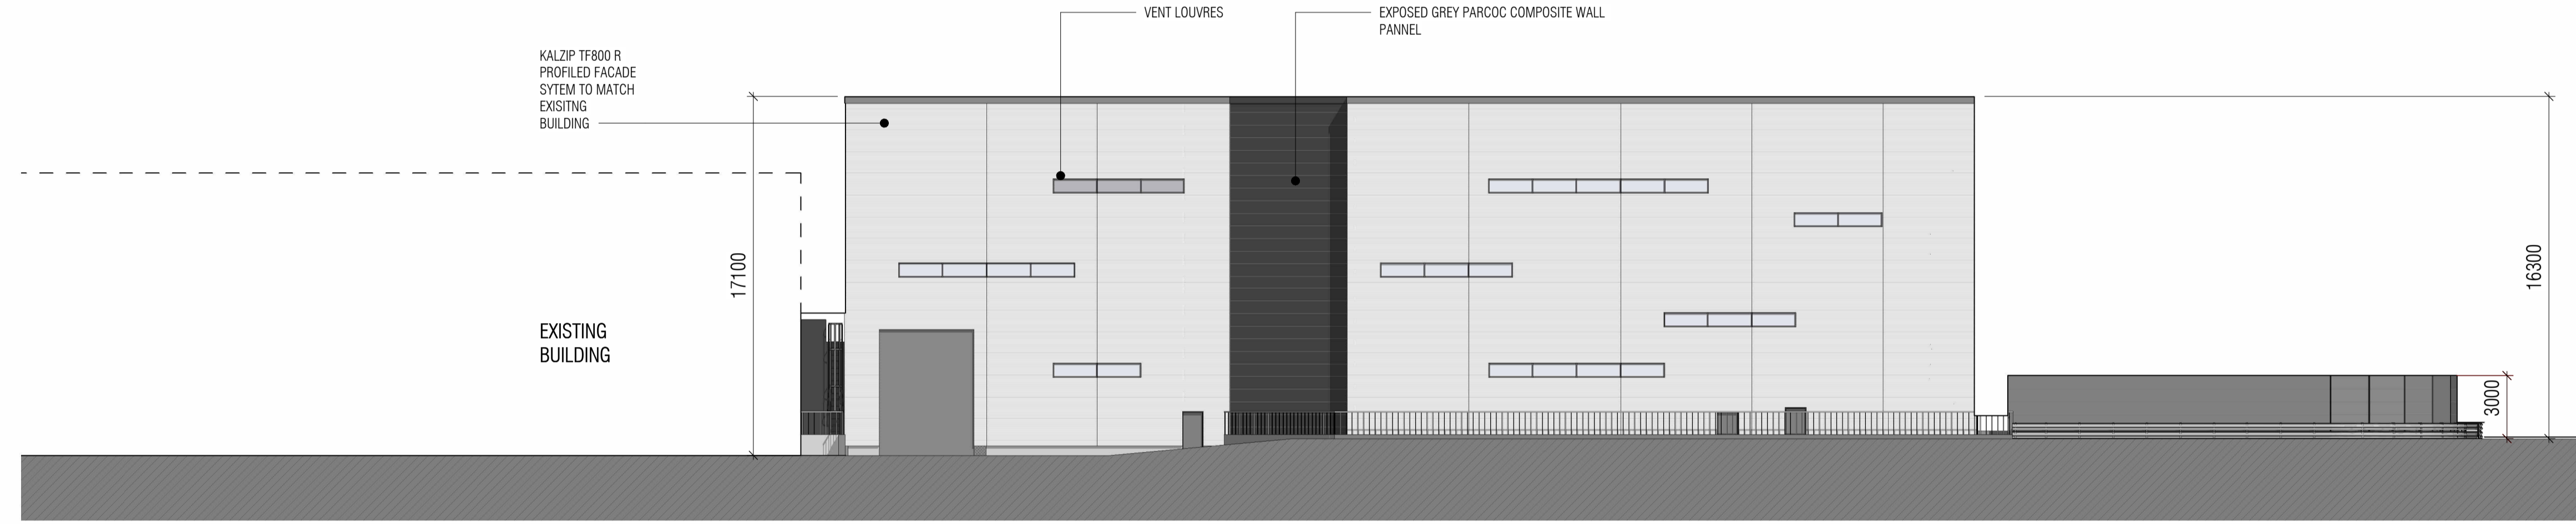 VENT LOUVRES
EXPOSED GREY PARCOC COMPOSITE WALL
PANNEL
KALZIP TF800 R
PROFILED FACADE
SYTEM TO MATCH
EXISITNG
BUILDING
17100
16300
EXISTING
BUILDING
3000